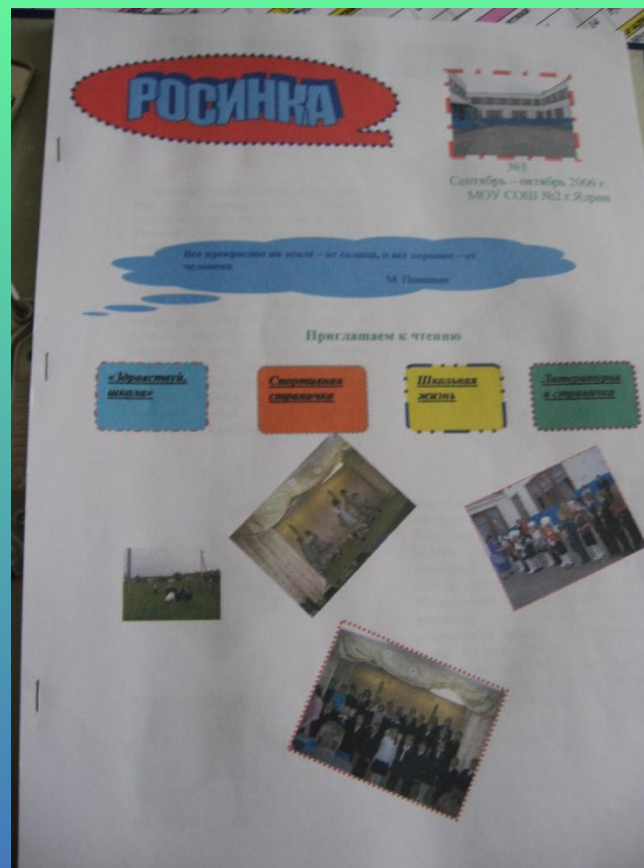 РОСИНКА
№1
Сентябрь – октябрь 2006 г.
МОУ СОШ №2 г.Ядрин
Все прекрасное на земле – от солнца, и все хорошее – от
человека
М. Пришвин
Приглашаем к чтению
«Здравствуй,
школа»
Спортивная
страничка
Школьная
жизнь
Литературна
я страничка